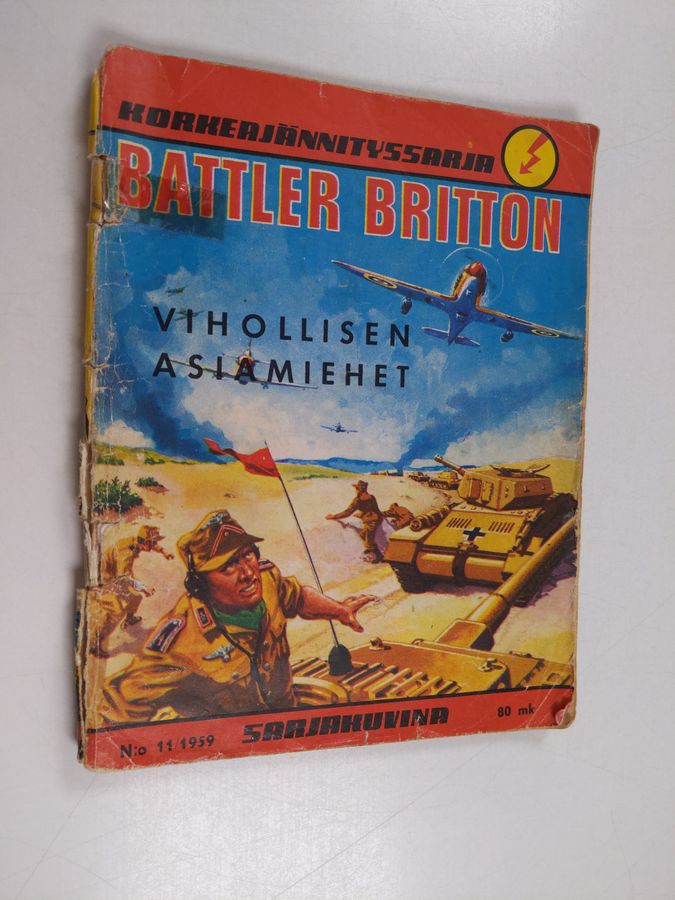 KORKEAJÄNNITYSSARJA
BATTLER BRITTON
VIHOLLISEN
ASIAMIEHET
N:o 11/1959
SARJAKUVINA
80 mk